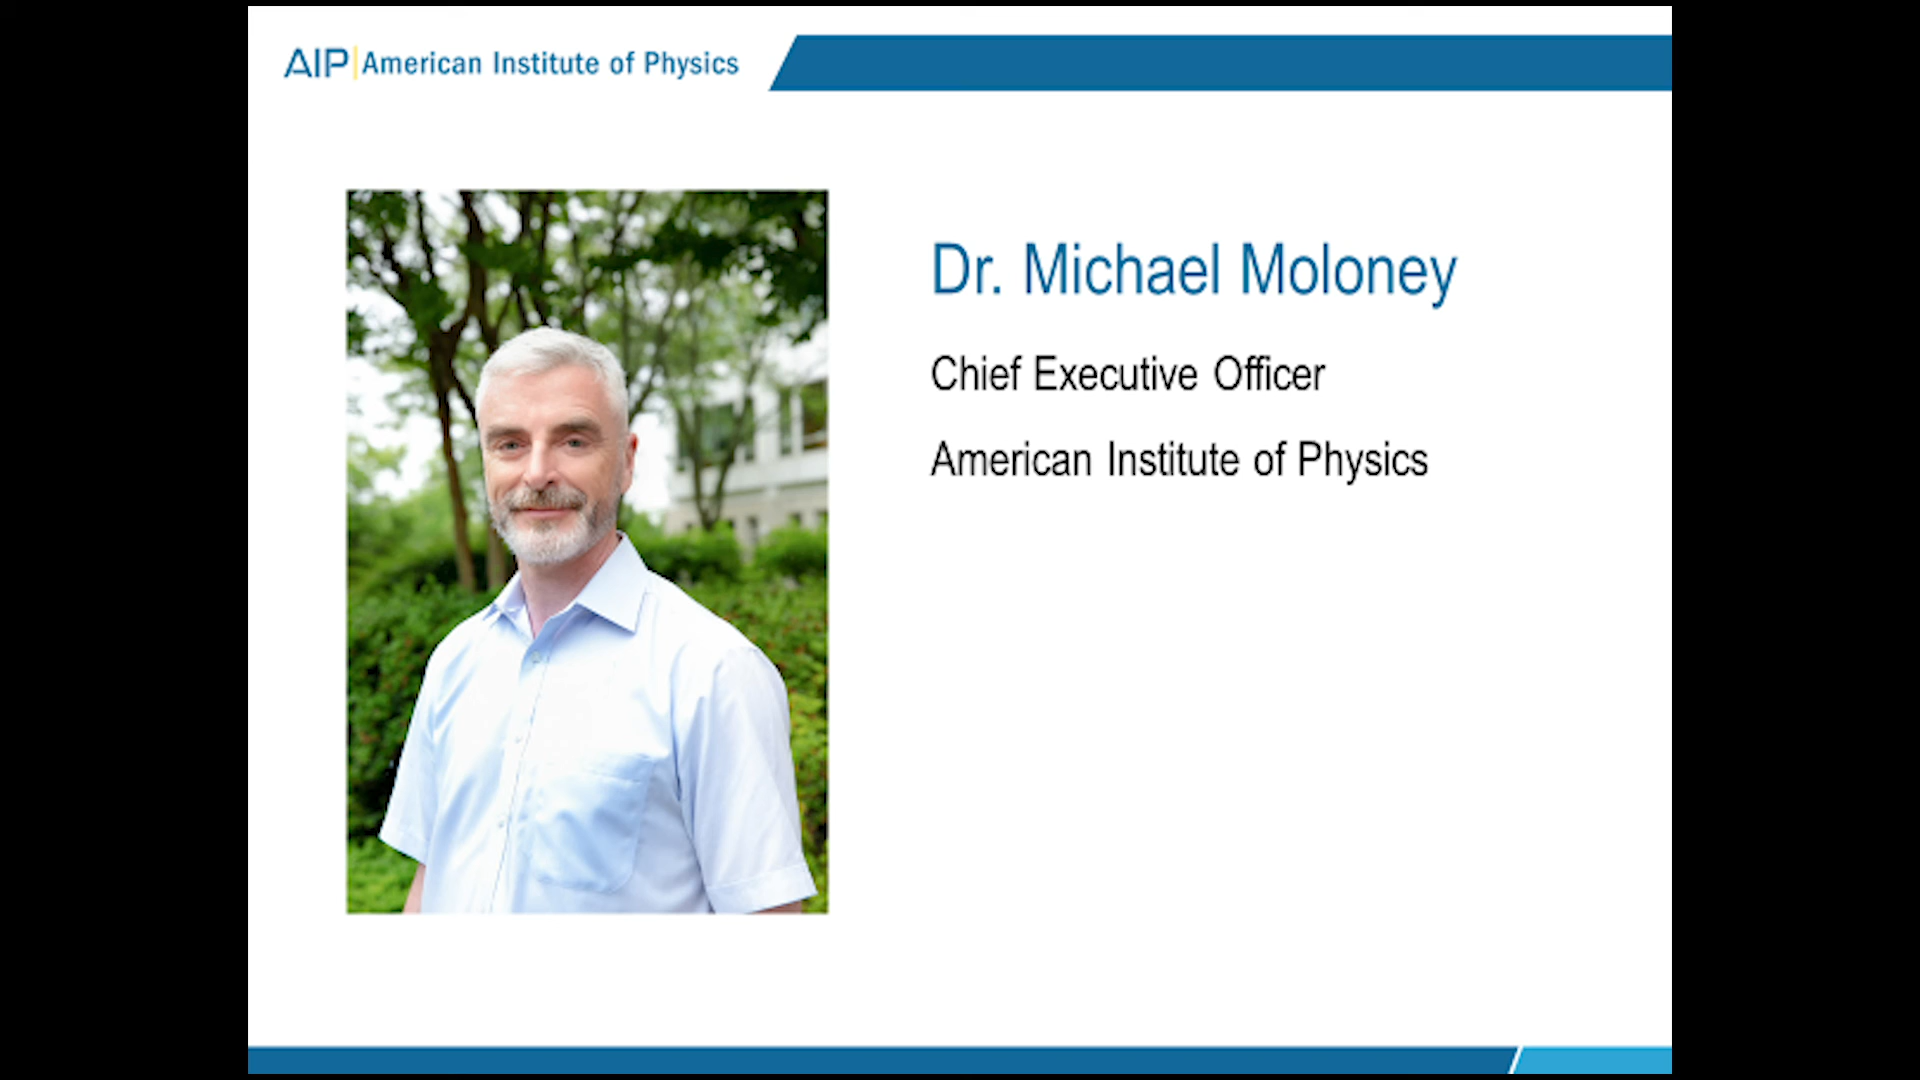 AIP American Institute of Physics
Dr. Michael Moloney
Chief Executive Officer
American Institute of Physics